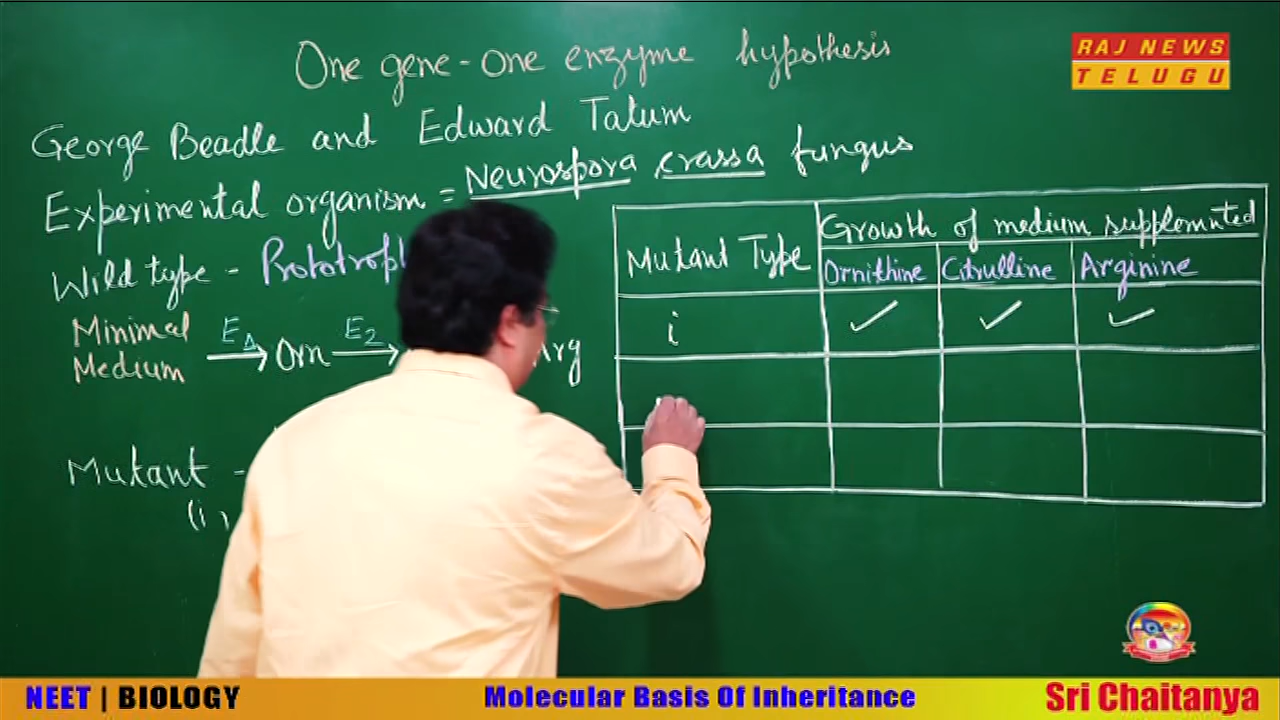 One gene-one enzyme hypothesis
RAJ NEWS
TELUGU
George Beadle and Edward Tatum
Experimental organism = Neurospora crassa fungus
Wild type - Prototroph
Minimal Medium E1 Orn E2 Arg
Mutant -
(i,
Mutant Type
Growth of medium supplemnted
Ornithine Citrulline Arginine
i ✓ ✓ ✓
NEET | BIOLOGY
Molecular Basis Of Inheritance
Sri Chaitanya